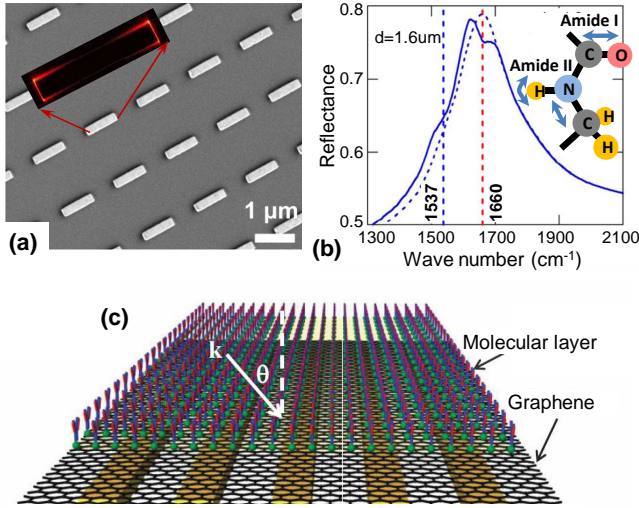 1 μm
(a)
Reflectance
0.8
0.7
0.6
0.5
d=1.6um
1537
1660
Amide I
Amide II
C
O
N
H
C
H
H
1300
1500
1700
1900
2100
Wave number (cm⁻¹)
(b)
(c)
k
θ
Molecular layer
Graphene